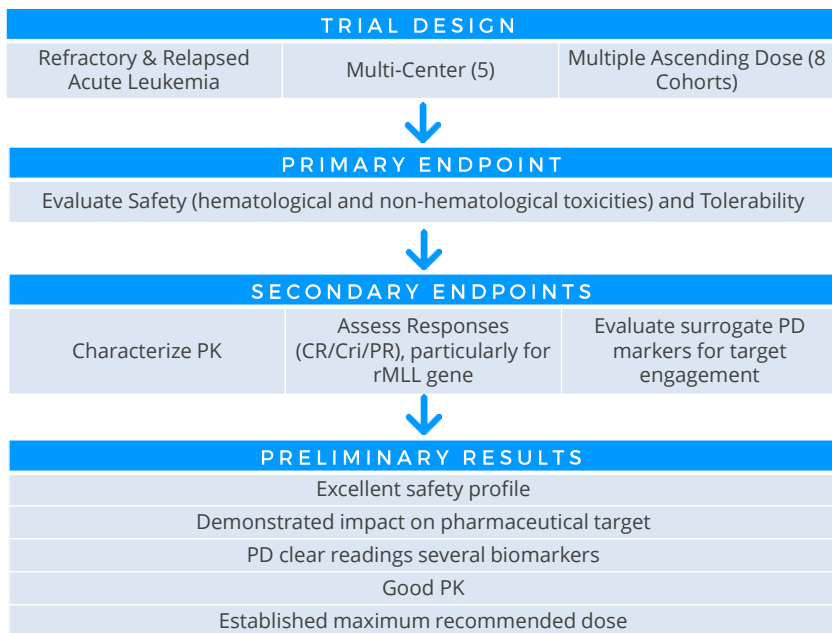 TRIAL DESIGN
Refractory & Relapsed
Acute Leukemia
Multi-Center (5)
Multiple Ascending Dose (8
Cohorts)
PRIMARY ENDPOINT
Evaluate Safety (hematological and non-hematological toxicities) and Tolerability
SECONDARY ENDPOINTS
Characterize PK
Assess Responses
(CR/Cri/PR), particularly for
rMLL gene
Evaluate surrogate PD
markers for target
engagement
PRELIMINARY RESULTS
Excellent safety profile
Demonstrated impact on pharmaceutical target
PD clear readings several biomarkers
Good PK
Established maximum recommended dose